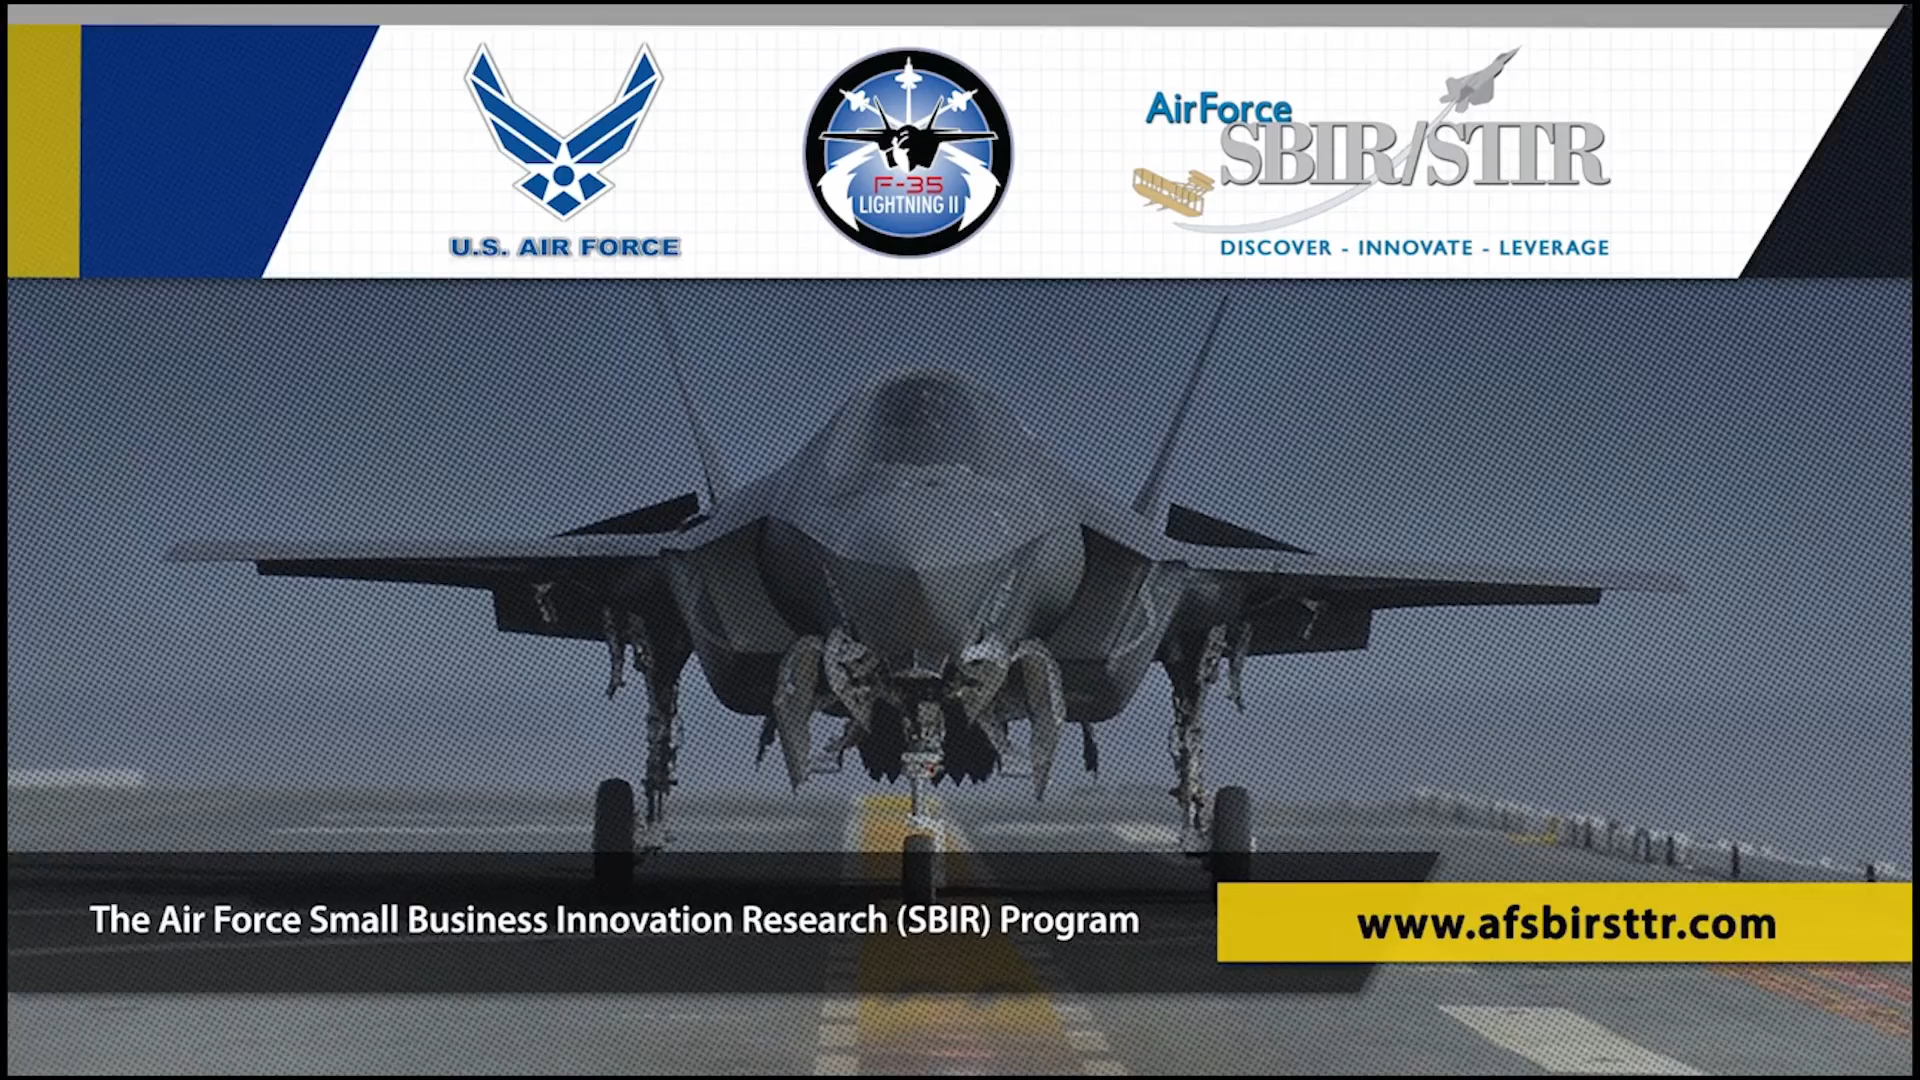 U.S. AIR FORCE
F-35
LIGHTNING II
AirForce
SBIR/STTR
DISCOVER - INNOVATE - LEVERAGE
The Air Force Small Business Innovation Research (SBIR) Program
www.afsbirsttr.com